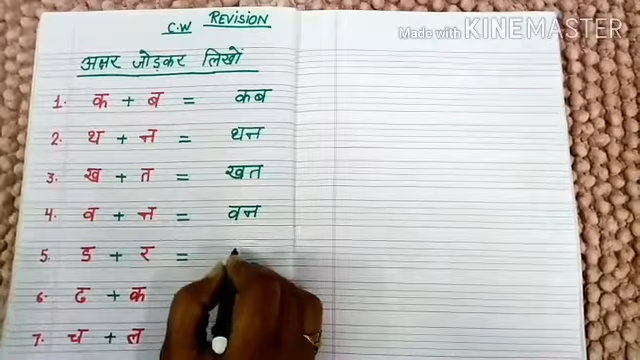 REVISION
C.W
Made with KINEMASTER
अक्षर जोड़कर लिखों
1. क + ब = कब
2. थ + न = थन
3. ख + त = खत
4. व + न = वन
5. ड + र =
6. ढ + क
7. च + ल